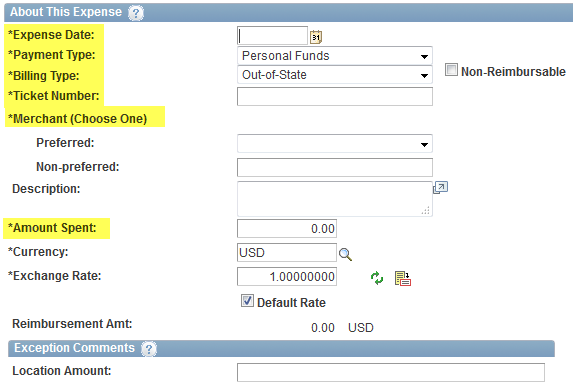 About This Expense ?
*Expense Date: 31
*Payment Type: Personal Funds
*Billing Type: Out-of-State Non-Reimbursable
*Ticket Number:
*Merchant (Choose One)
Preferred:
Non-preferred:
Description:
*Amount Spent: 0.00
*Currency: USD
*Exchange Rate: 1.00000000
Default Rate
Reimbursement Amt: 0.00 USD
Exception Comments ?
Location Amount: